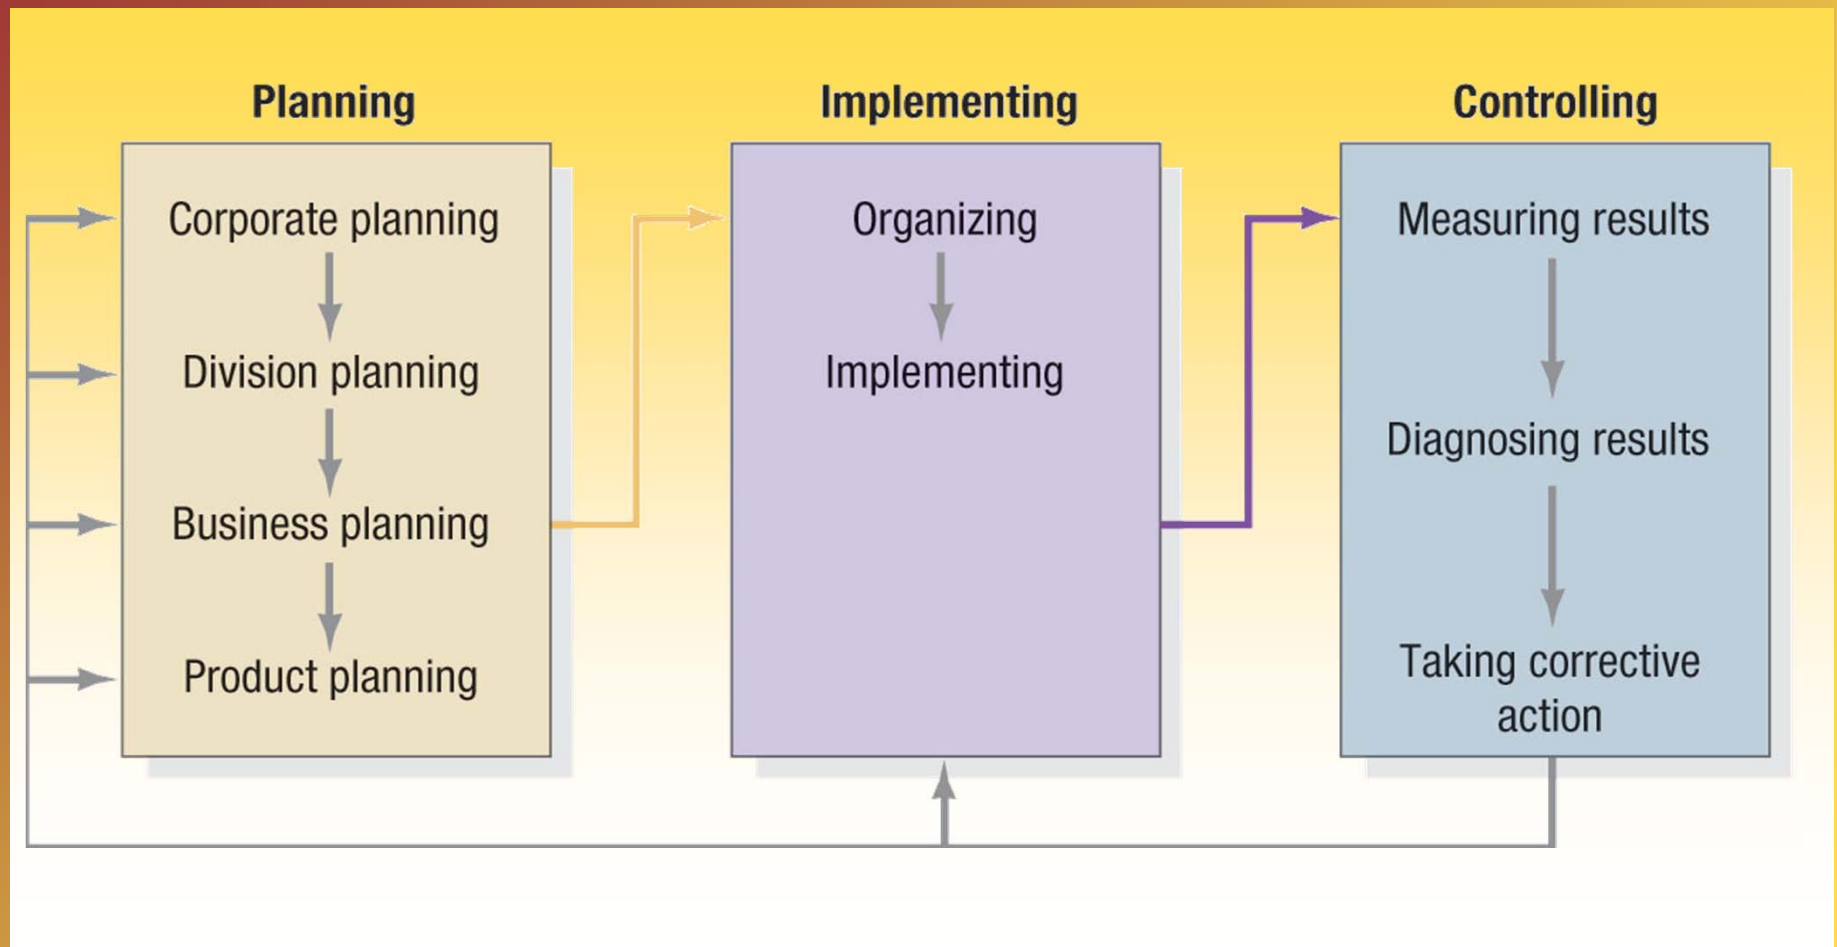 Planning
Corporate planning
Division planning
Business planning
Product planning
Implementing
Organizing
Implementing
Controlling
Measuring results
Diagnosing results
Taking corrective
action